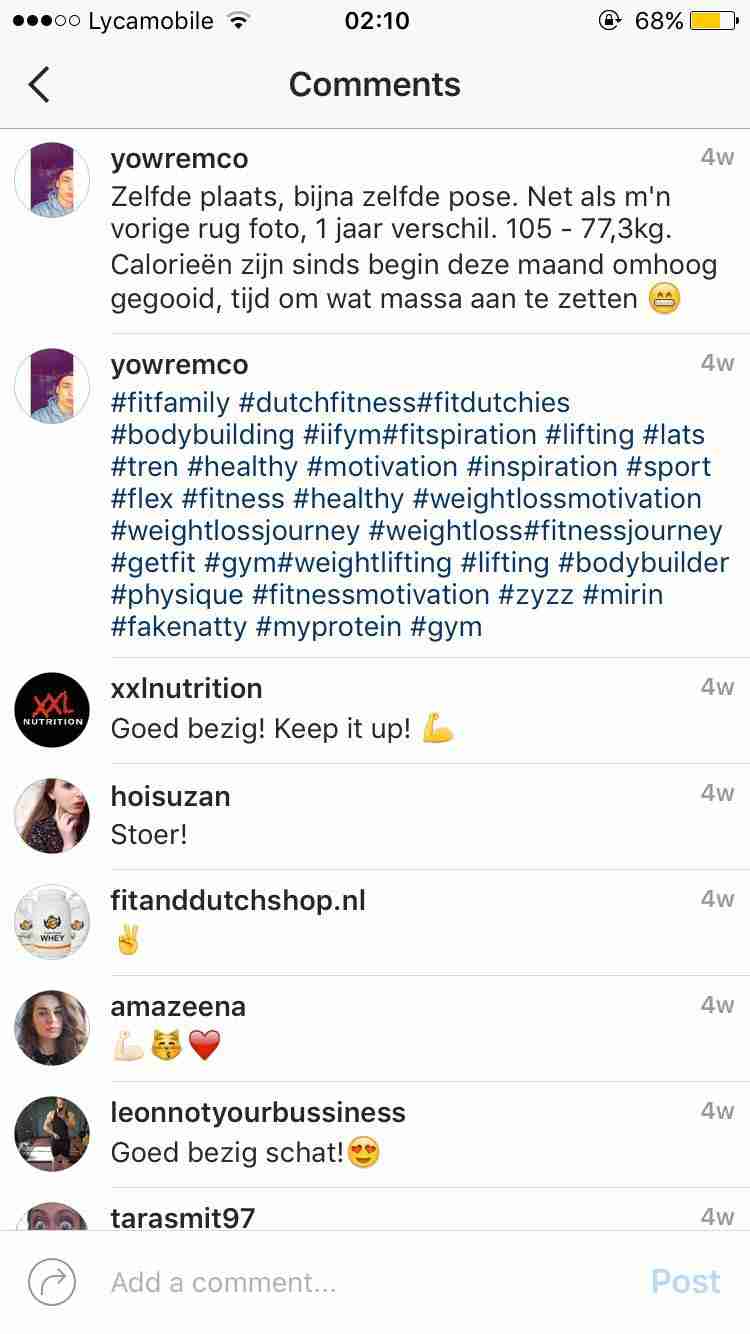 Lycamobile 02:10 68%
Comments
yowremco 4w
Zelfde plaats, bijna zelfde pose. Net als m'n
vorige rug foto, 1 jaar verschil. 105 - 77,3kg.
Calorieën zijn sinds begin deze maand omhoog
gegooid, tijd om wat massa aan te zetten 😁
yowremco 4w
#fitfamily #dutchfitness#fitdutchies
#bodybuilding #iifym#fitspiration #lifting #lats
#tren #healthy #motivation #inspiration #sport
#flex #fitness #healthy #weightlossmotivation
#weightlossjourney #weightloss#fitnessjourney
#getfit #gym#weightlifting #lifting #bodybuilder
#physique #fitnessmotivation #zyzz #mirin
#fakenatty #myprotein #gym
XXL
NUTRITION
xxlnutrition 4w
Goed bezig! Keep it up! 💪
hoisuzan 4w
Stoer!
WHEY
fitanddutchshop.nl 4w
✌
amazeena 4w
💪🏻😽❤️
leonnotyourbussiness 4w
Goed bezig schat!😍
tarasmit97 4w
Add a comment... Post